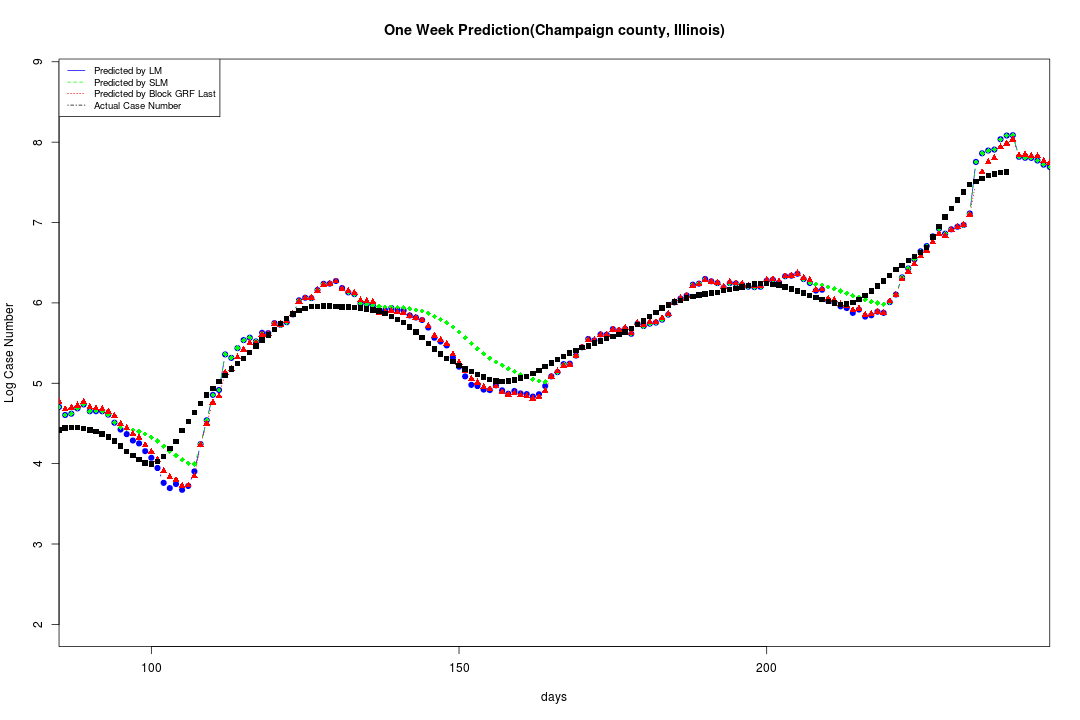 One Week Prediction(Champaign county, Illinois)
Predicted by LM
Predicted by SLM
Predicted by Block GRF Last
Actual Case Number
Log Case Number
9
8
7
6
5
4
3
2
100 150 200
days